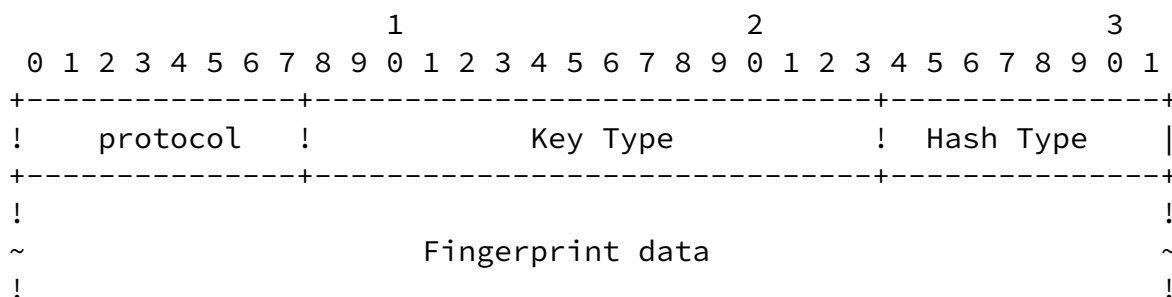 1                   2                   3
 0 1 2 3 4 5 6 7 8 9 0 1 2 3 4 5 6 7 8 9 0 1 2 3 4 5 6 7 8 9 0 1
+---------------+-------------------------------+---------------+
!    protocol   !            Key Type           !  Hash Type    |
+---------------+-------------------------------+---------------+
!                                                               !
~                      Fingerprint data                         ~
!                                                               !